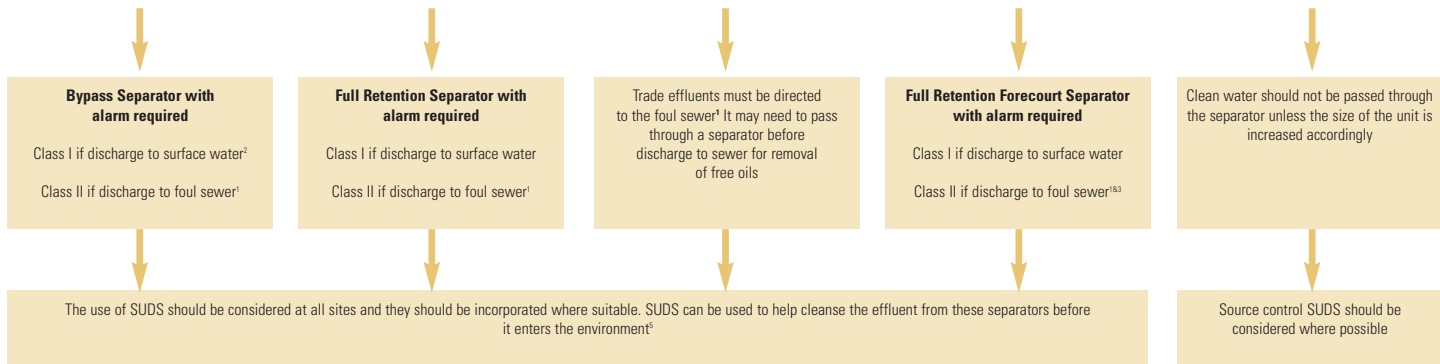 Bypass Separator with
alarm required
Class I if discharge to surface water²
Class II if discharge to foul sewer¹
Full Retention Separator with
alarm required
Class I if discharge to surface water
Class II if discharge to foul sewer¹
Trade effluents must be directed
to the foul sewer¹ It may need to pass
through a separator before
discharge to sewer for removal
of free oils
Full Retention Forecourt Separator
with alarm required
Class I if discharge to surface water
Class II if discharge to foul sewer¹&³
Clean water should not be passed through
the separator unless the size of the unit is
increased accordingly
The use of SUDS should be considered at all sites and they should be incorporated where suitable. SUDS can be used to help cleanse the effluent from these separators before
it enters the environment⁵
Source control SUDS should be
considered where possible